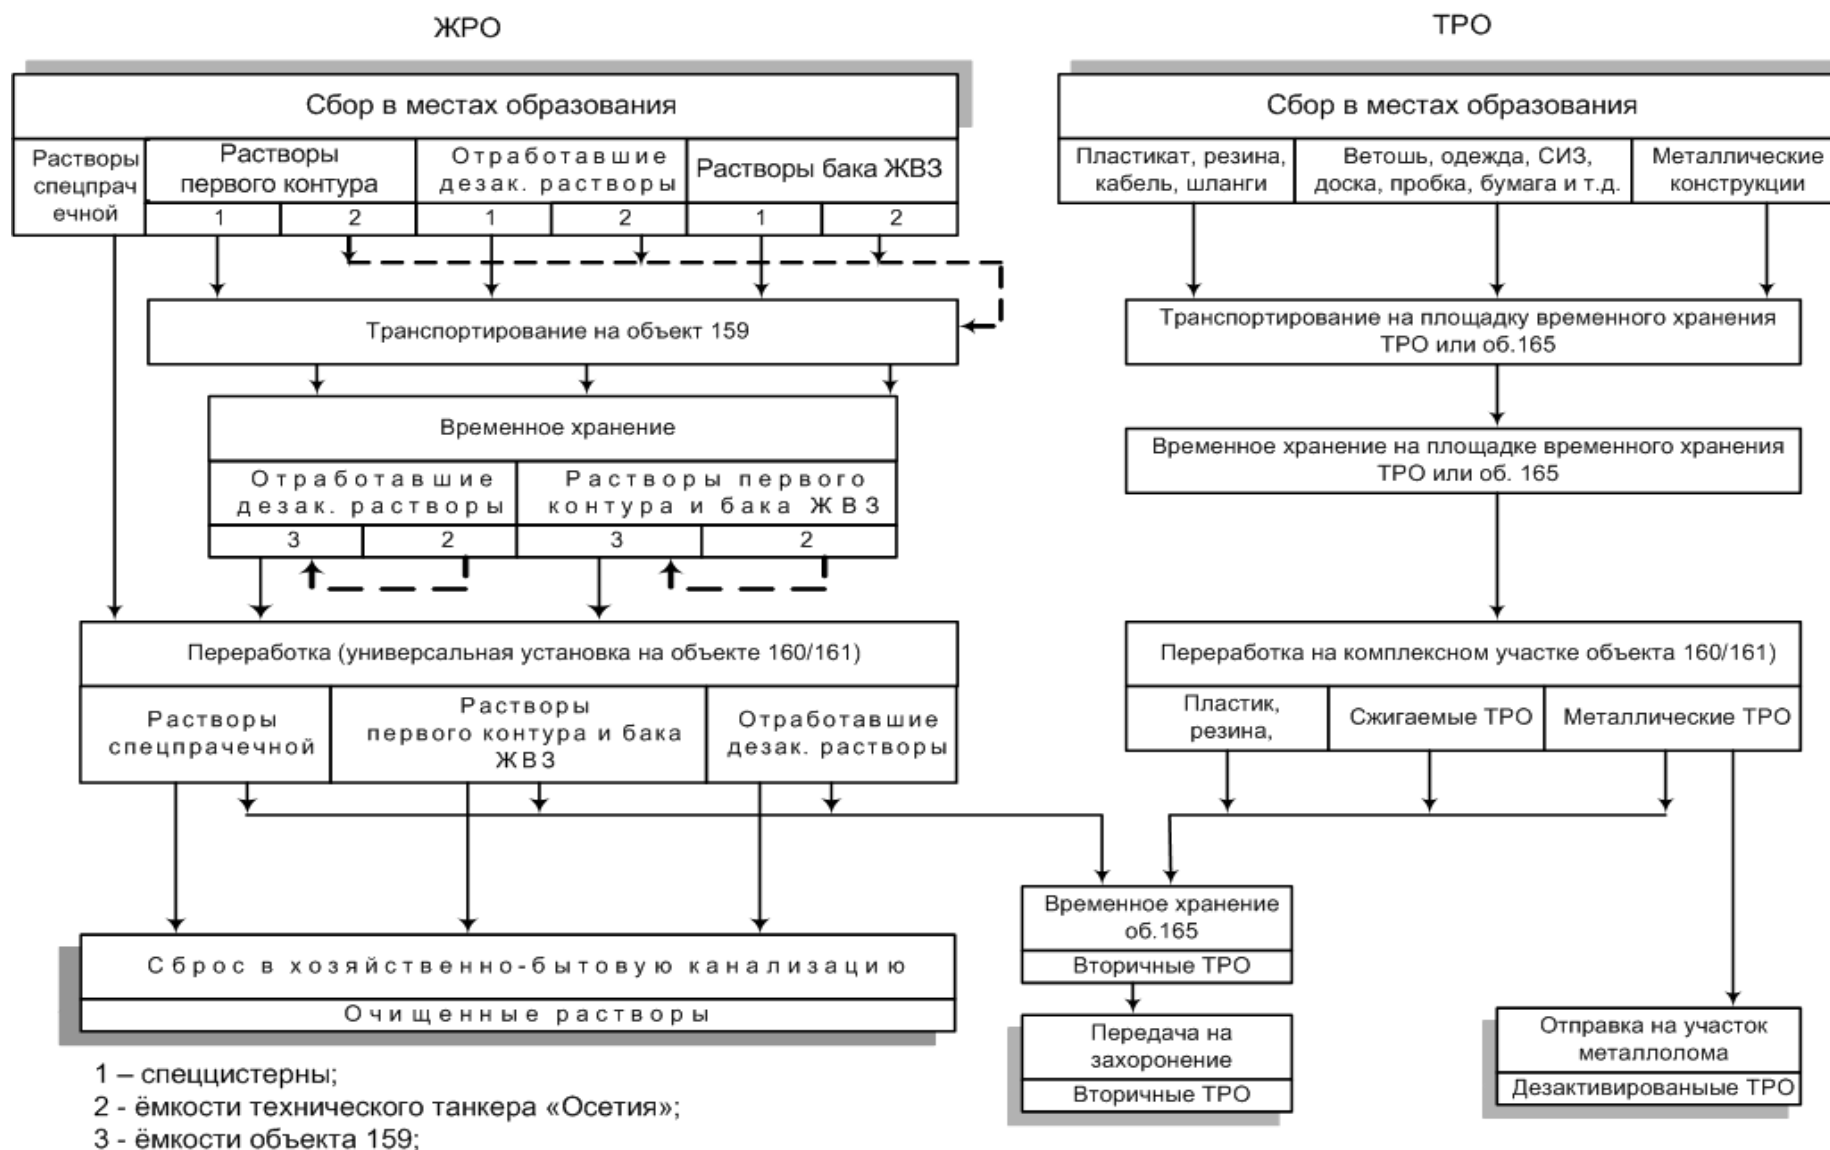 ЖРО
Сбор в местах образования
Растворы
спецпрач
ечной
Растворы
первого контура
1
2
Отработавшие
дезак. растворы
1
2
Растворы бака ЖВЗ
1
2
Транспортирование на объект 159
Временное хранение
Отработавшие
дезак. растворы
3
2
Растворы первого
контура и бака ЖВЗ
3
2
Переработка (универсальная установка на объекте 160/161)
Растворы
спецпрачечной
Растворы
первого контура и бака
ЖВЗ
Отработавшие
дезак. растворы
Сброс в хозяйственно-бытовую канализацию
Очищенные растворы
1 – спеццистерны;
2 - ёмкости технического танкера «Осетия»;
3 - ёмкости объекта 159;
ТРО
Сбор в местах образования
Пластикат, резина,
кабель, шланги
Ветошь, одежда, СИЗ,
доска, пробка, бумага и т.д.
Металлические
конструкции
Транспортирование на площадку временного хранения
ТРО или об.165
Временное хранение на площадке временного хранения
ТРО или об. 165
Переработка на комплексном участке объекта 160/161)
Пластик,
резина,
Сжигаемые ТРО
Металлические ТРО
Временное хранение
об.165
Вторичные ТРО
Передача на
захоронение
Вторичные ТРО
Отправка на участок
металлолома
Дезактивированыые ТРО